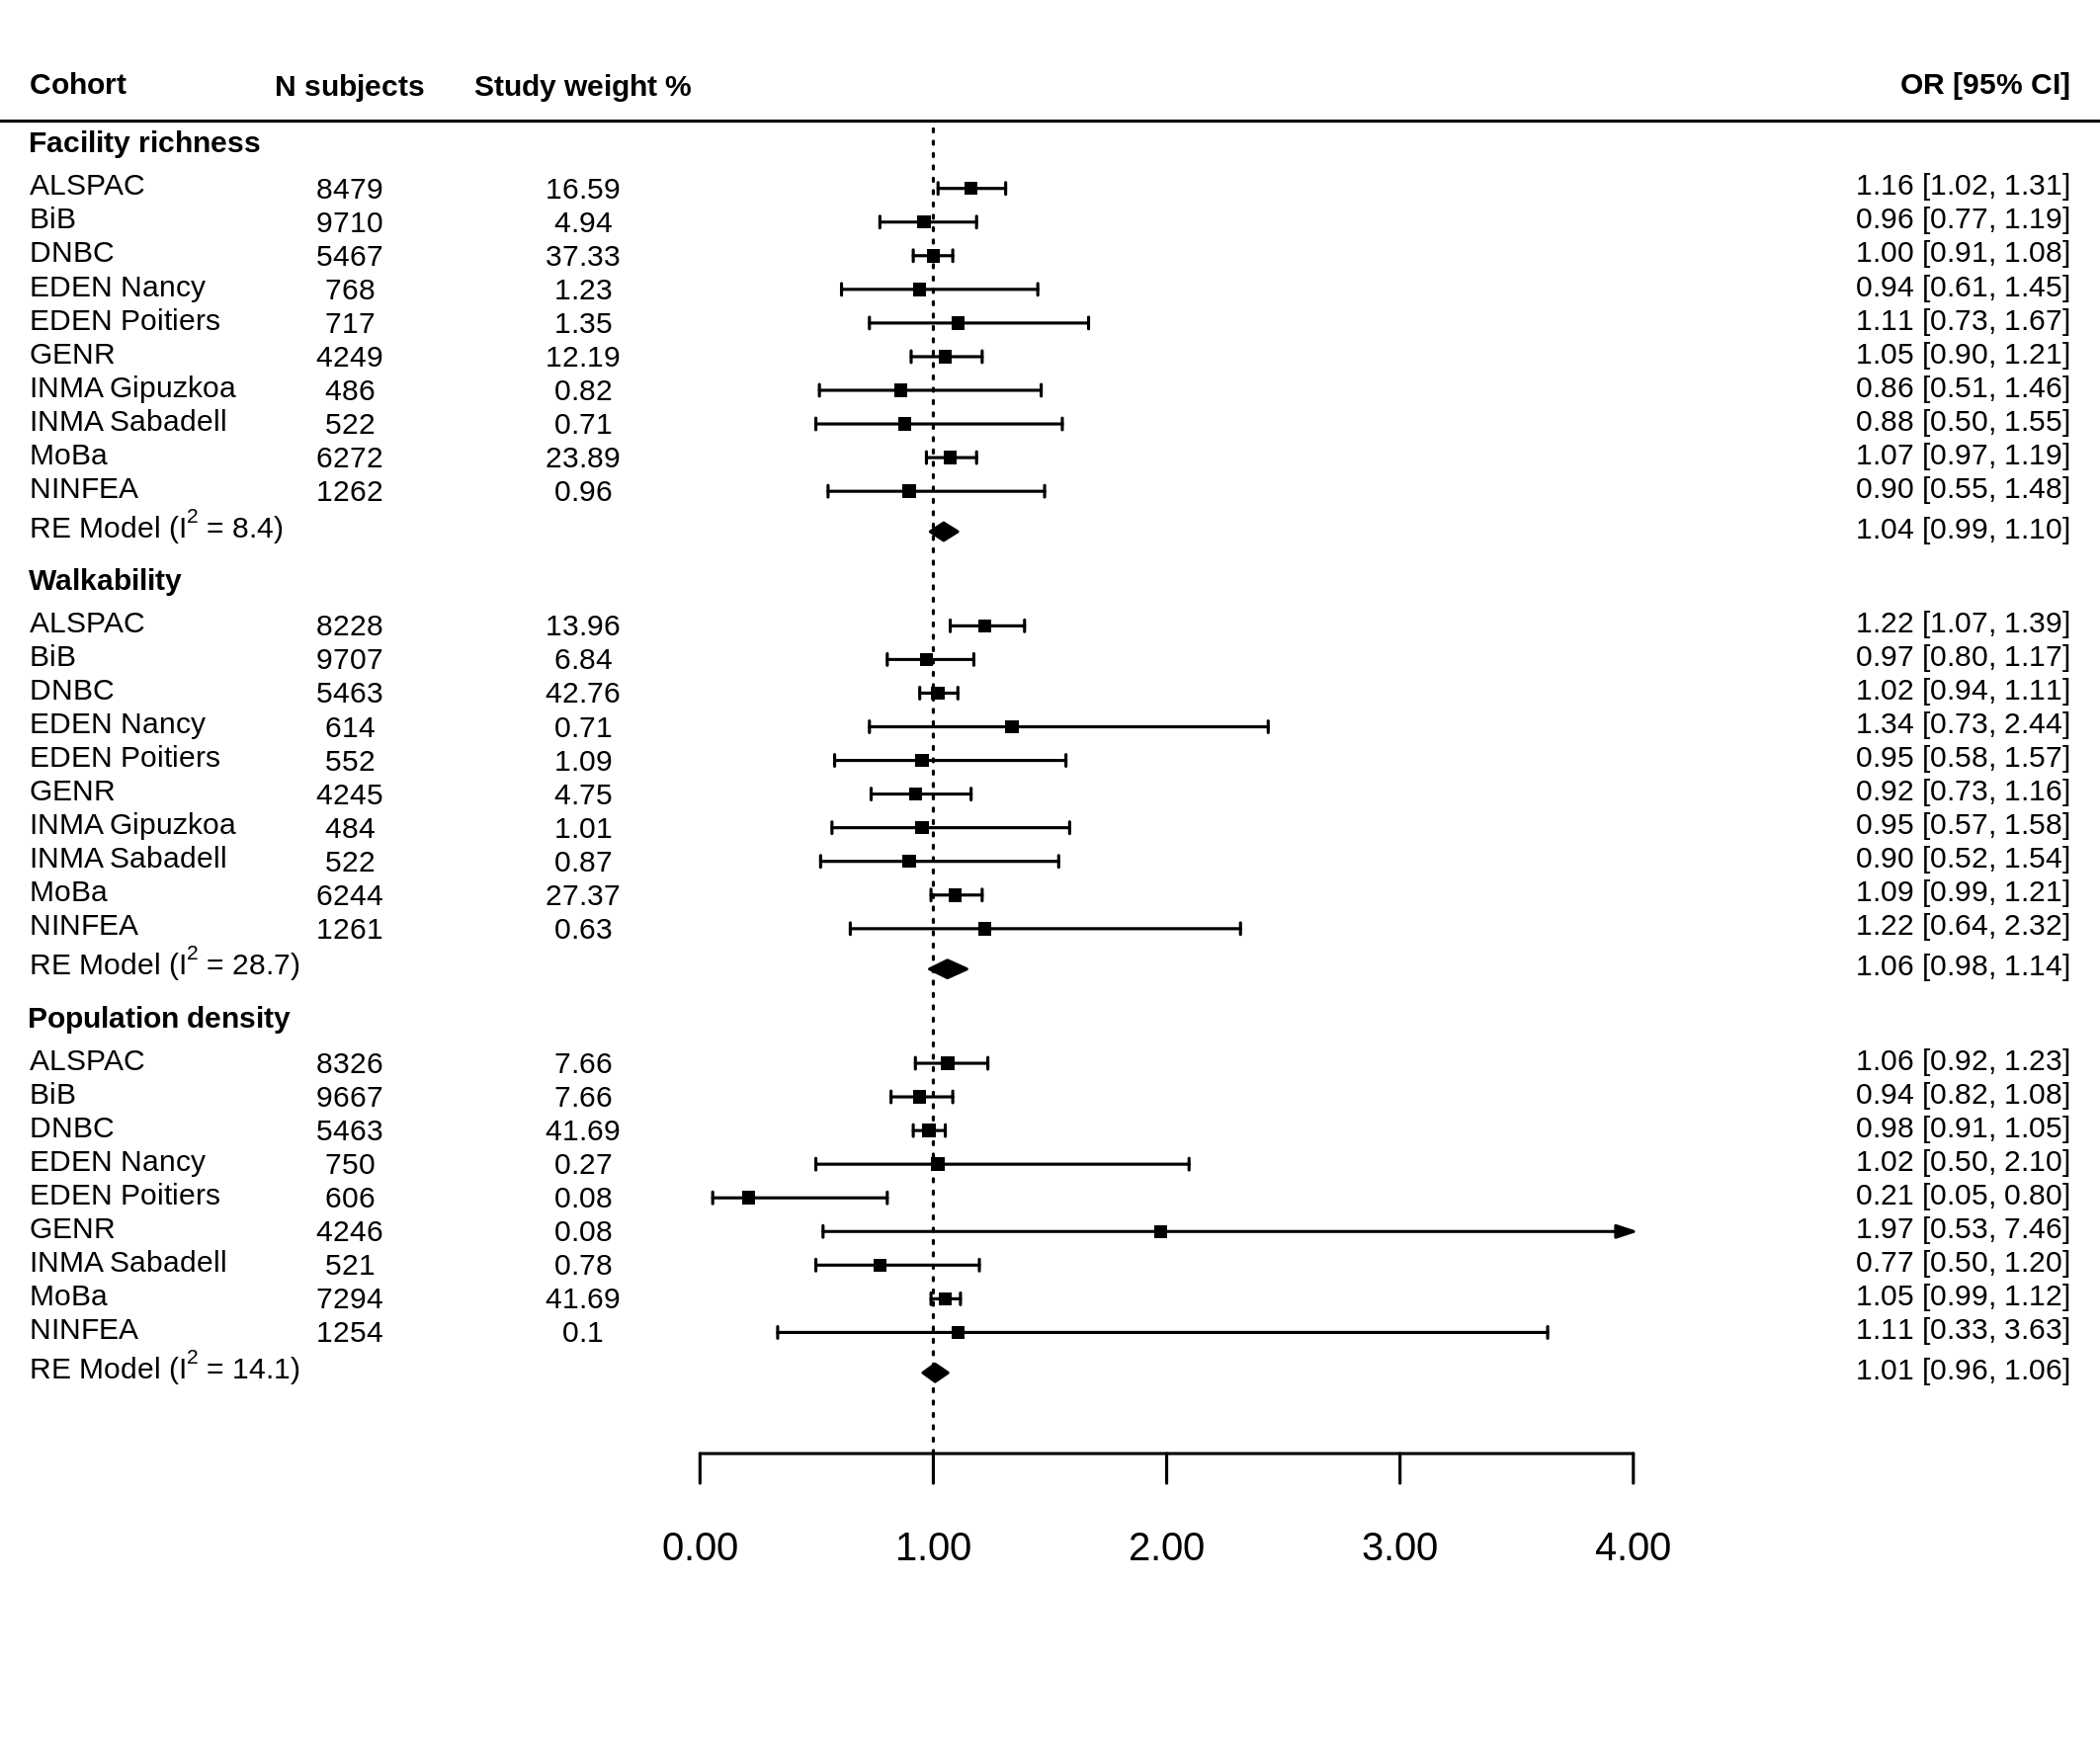 Cohort N subjects Study weight % OR [95% CI]
Facility richness
ALSPAC 8479 16.59 1.16 [1.02, 1.31]
BiB 9710 4.94 0.96 [0.77, 1.19]
DNBC 5467 37.33 1.00 [0.91, 1.08]
EDEN Nancy 768 1.23 0.94 [0.61, 1.45]
EDEN Poitiers 717 1.35 1.11 [0.73, 1.67]
GENR 4249 12.19 1.05 [0.90, 1.21]
INMA Gipuzkoa 486 0.82 0.86 [0.51, 1.46]
INMA Sabadell 522 0.71 0.88 [0.50, 1.55]
MoBa 6272 23.89 1.07 [0.97, 1.19]
NINFEA 1262 0.96 0.90 [0.55, 1.48]
RE Model (I² = 8.4) 1.04 [0.99, 1.10]
Walkability
ALSPAC 8228 13.96 1.22 [1.07, 1.39]
BiB 9707 6.84 0.97 [0.80, 1.17]
DNBC 5463 42.76 1.02 [0.94, 1.11]
EDEN Nancy 614 0.71 1.34 [0.73, 2.44]
EDEN Poitiers 552 1.09 0.95 [0.58, 1.57]
GENR 4245 4.75 0.92 [0.73, 1.16]
INMA Gipuzkoa 484 1.01 0.95 [0.57, 1.58]
INMA Sabadell 522 0.87 0.90 [0.52, 1.54]
MoBa 6244 27.37 1.09 [0.99, 1.21]
NINFEA 1261 0.63 1.22 [0.64, 2.32]
RE Model (I² = 28.7) 1.06 [0.98, 1.14]
Population density
ALSPAC 8326 7.66 1.06 [0.92, 1.23]
BiB 9667 7.66 0.94 [0.82, 1.08]
DNBC 5463 41.69 0.98 [0.91, 1.05]
EDEN Nancy 750 0.27 1.02 [0.50, 2.10]
EDEN Poitiers 606 0.08 0.21 [0.05, 0.80]
GENR 4246 0.08 1.97 [0.53, 7.46]
INMA Sabadell 521 0.78 0.77 [0.50, 1.20]
MoBa 7294 41.69 1.05 [0.99, 1.12]
NINFEA 1254 0.1 1.11 [0.33, 3.63]
RE Model (I² = 14.1) 1.01 [0.96, 1.06]
0.00 1.00 2.00 3.00 4.00